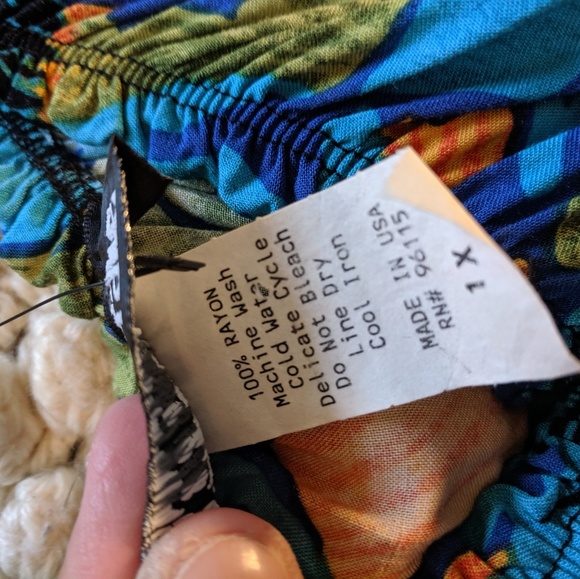 100% RAYON
Machine Wash
Cold Water
Delicate Cycle
Do Not Bleach
Line Dry
Cool Iron
MADE IN USA
RN# 96115
1X